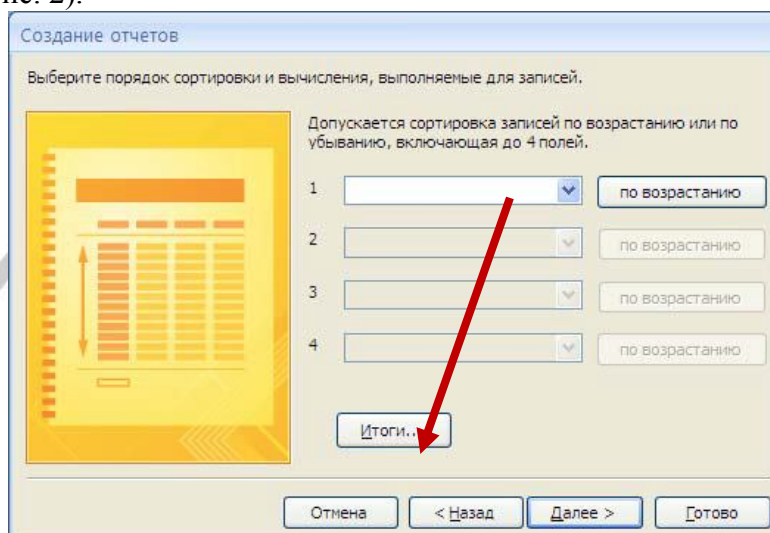 ис. 2).
Создание отчетов
Выберите порядок сортировки и вычисления, выполняемые для записей.
Допускается сортировка записей по возрастанию или по
убыванию, включающая до 4 полей.
1 по возрастанию
2 по возрастанию
3 по возрастанию
4 по возрастанию
Итоги...
Отмена < Назад Далее > Готово